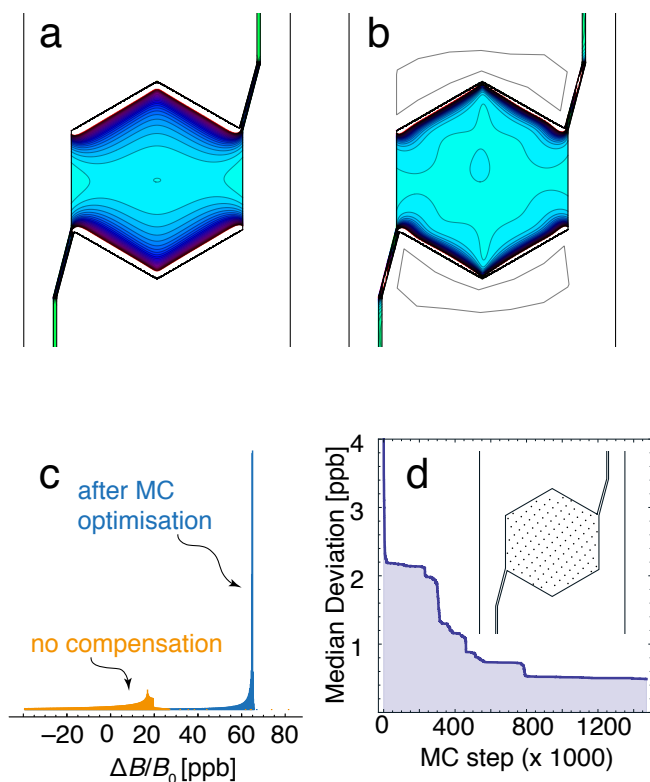 a
b
c
after MC
optimisation
no compensation
–20 0 20 40 60 80
ΔB/B0 [ppb]
d
4
3
2
1
Median Deviation [ppb]
0 400 800 1200
MC step (x 1000)